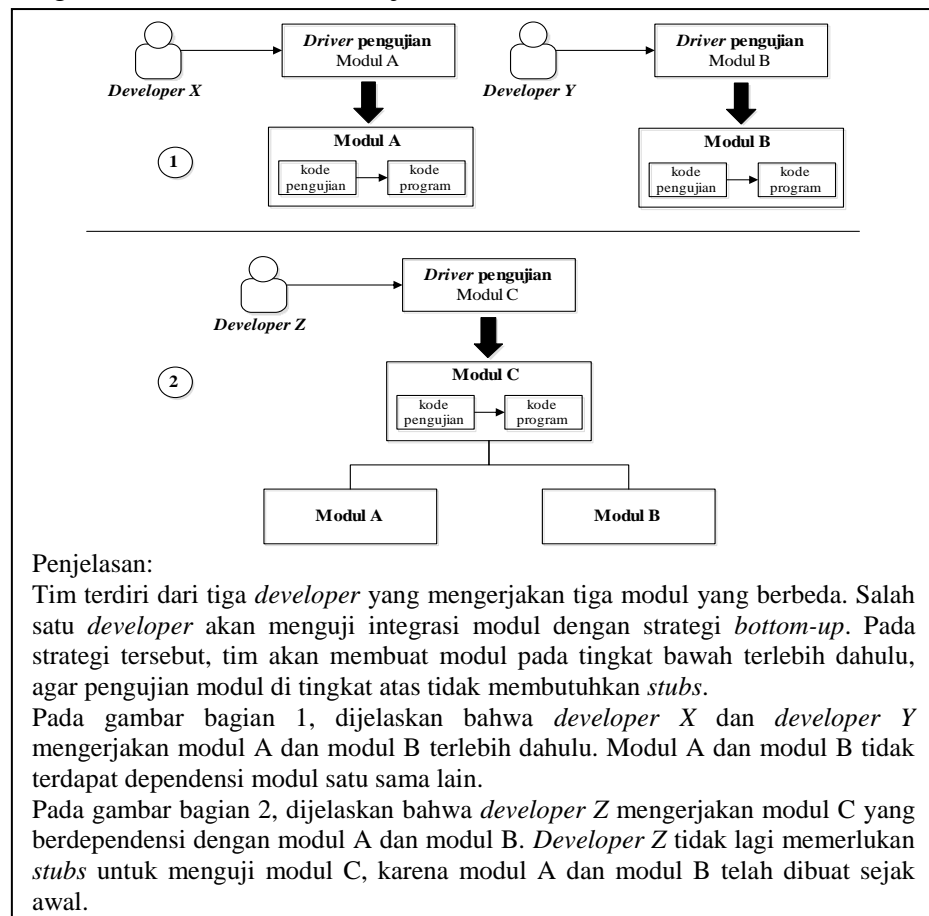 Driver pengujian
Modul A
Developer X
Modul A
kode
pengujian
kode
program
Driver pengujian
Modul B
Developer Y
Modul B
kode
pengujian
kode
program
1
Driver pengujian
Modul C
Developer Z
2
Modul C
kode
pengujian
kode
program
Modul A
Modul B
Penjelasan:
Tim terdiri dari tiga developer yang mengerjakan tiga modul yang berbeda. Salah
satu developer akan menguji integrasi modul dengan strategi bottom-up. Pada
strategi tersebut, tim akan membuat modul pada tingkat bawah terlebih dahulu,
agar pengujian modul di tingkat atas tidak membutuhkan stubs.
Pada gambar bagian 1, dijelaskan bahwa developer X dan developer Y
mengerjakan modul A dan modul B terlebih dahulu. Modul A dan modul B tidak
terdapat dependensi modul satu sama lain.
Pada gambar bagian 2, dijelaskan bahwa developer Z mengerjakan modul C yang
berdependensi dengan modul A dan modul B. Developer Z tidak lagi memerlukan
stubs untuk menguji modul C, karena modul A dan modul B telah dibuat sejak
awal.